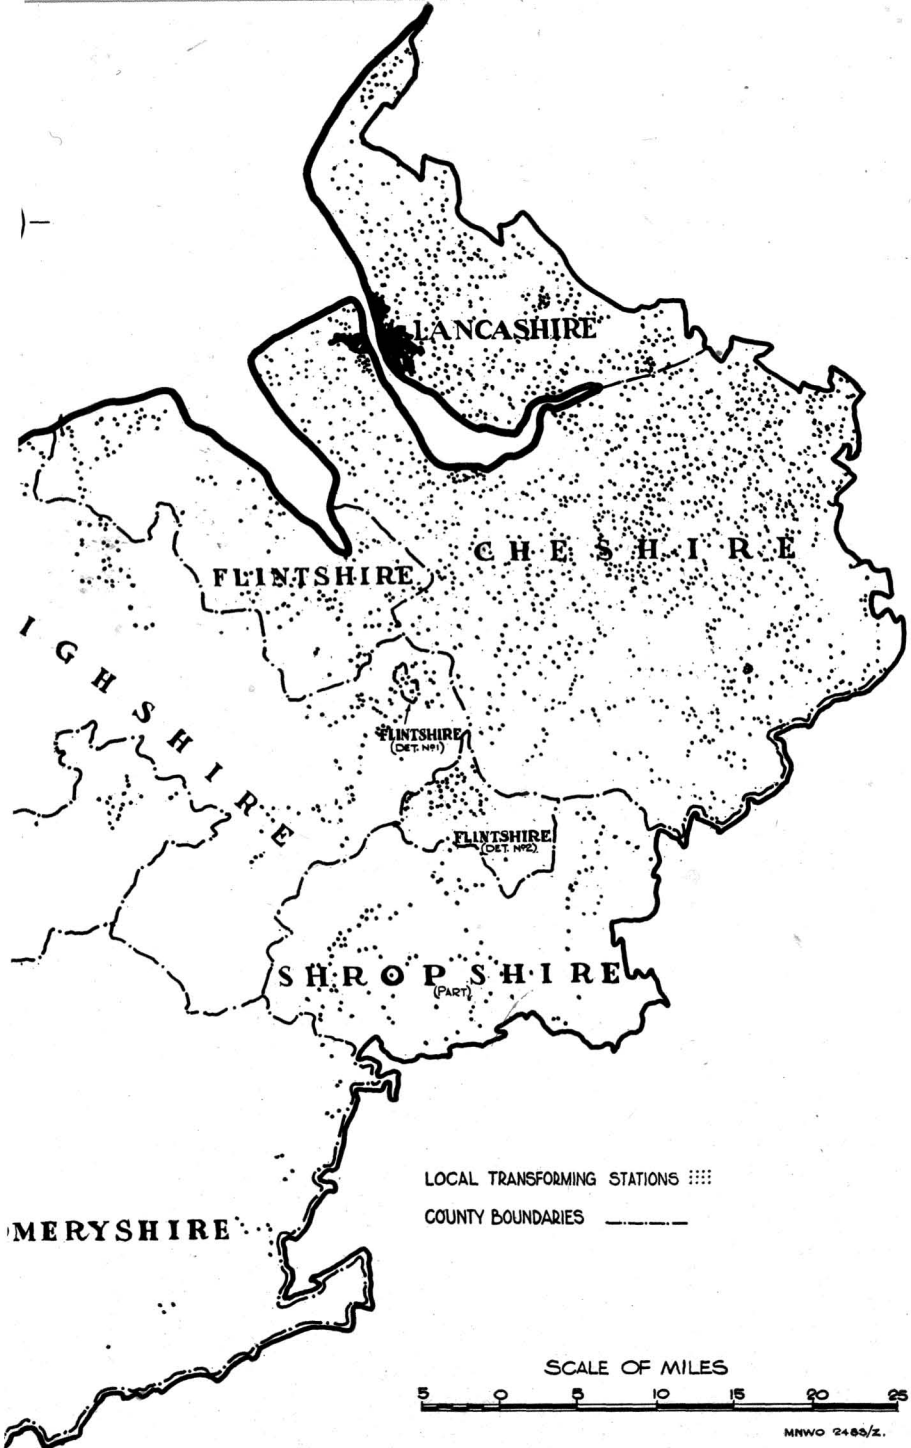 LANCASHIRE
CHESHIRE
FLINTSHIRE
IGHSHIRE
FLINTSHIRE
(DET. Nº1)
FLINTSHIRE
(DET. Nº2)
SHROPSHIRE
(PART)
LOCAL TRANSFORMING STATIONS
COUNTY BOUNDARIES
MERYSHIRE
SCALE OF MILES
5 0 5 10 15 20 25
MNWO 2483/2.